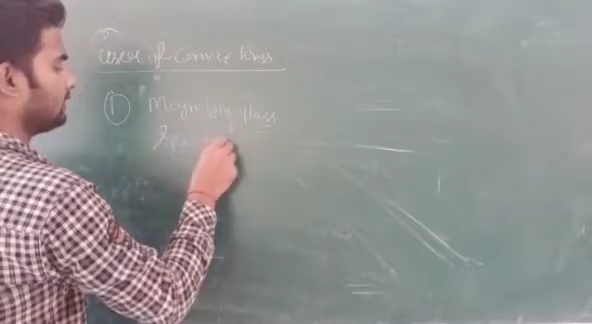 Uses of convex lens
① Magnifying glass
&